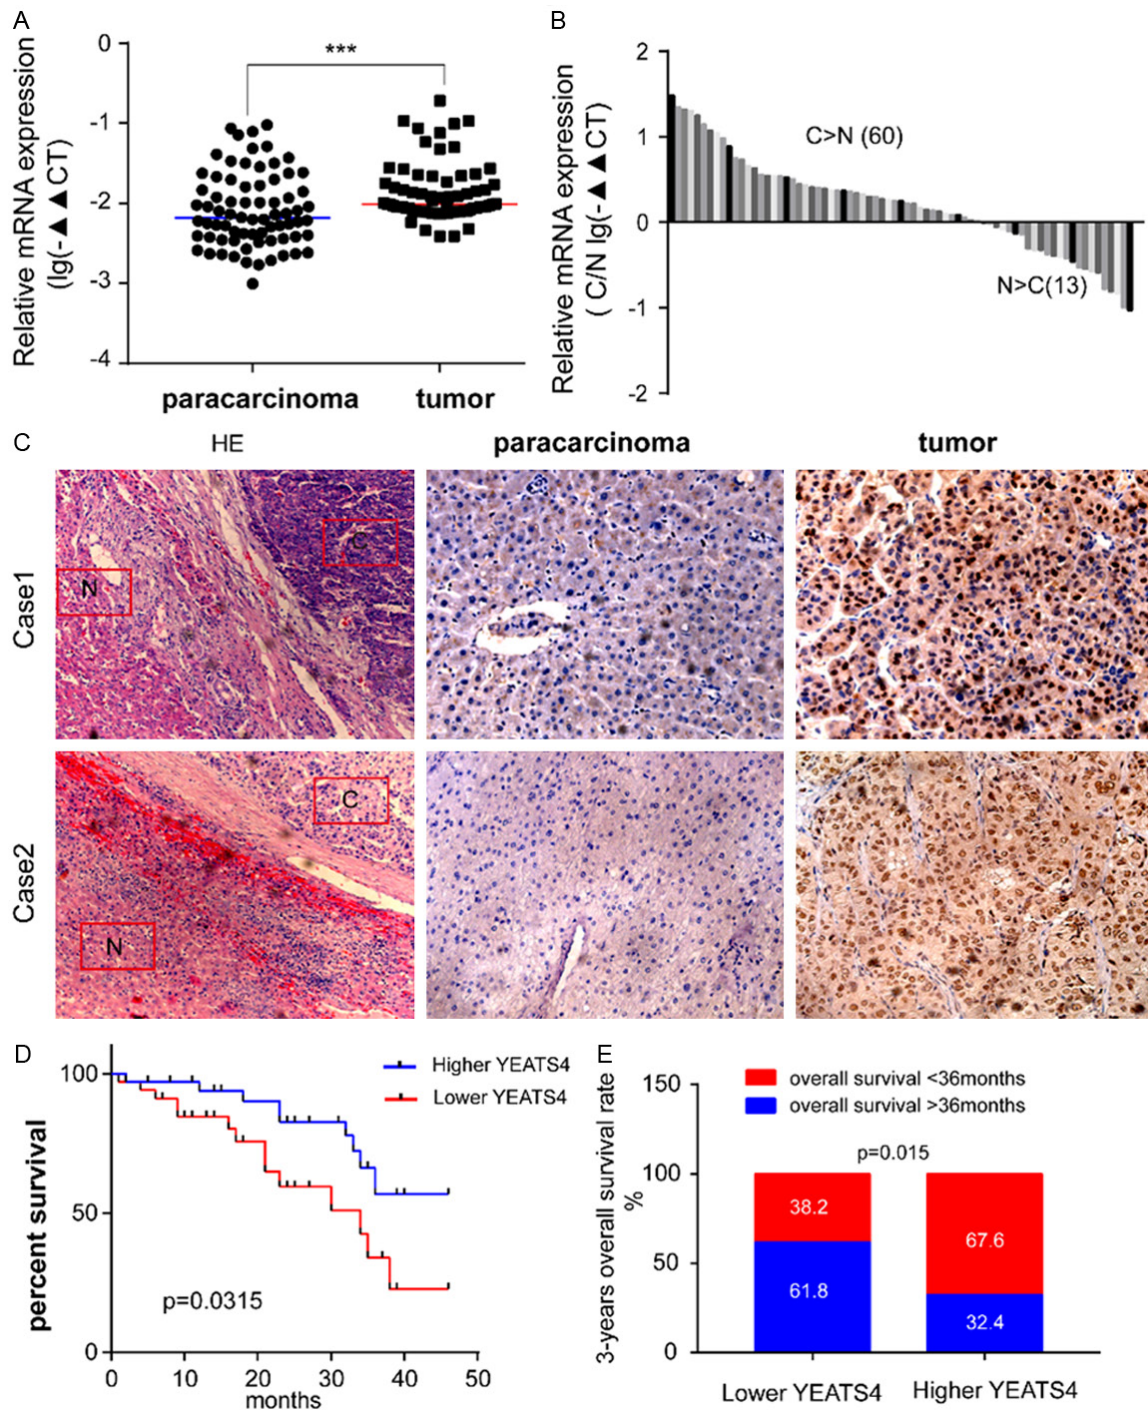 A
Relative mRNA expression
(lg(-▲▲CT)
0
-1
-2
-3
-4
***
paracarcinoma
tumor
B
Relative mRNA expression
( C/N lg(-▲▲CT)
2
1
0
-1
-2
C>N (60)
N>C(13)
C
HE
paracarcinoma
tumor
Case1
N
C
Case2
C
N
D
percent survival
100
50
0
0 10 20 30 40 50
months
Higher YEATS4
Lower YEATS4
p=0.0315
E
3-years overall survival rate
%
overall survival <36months
overall survival >36months
p=0.015
150
100
50
0
38.2
61.8
67.6
32.4
Lower YEATS4
Higher YEATS4